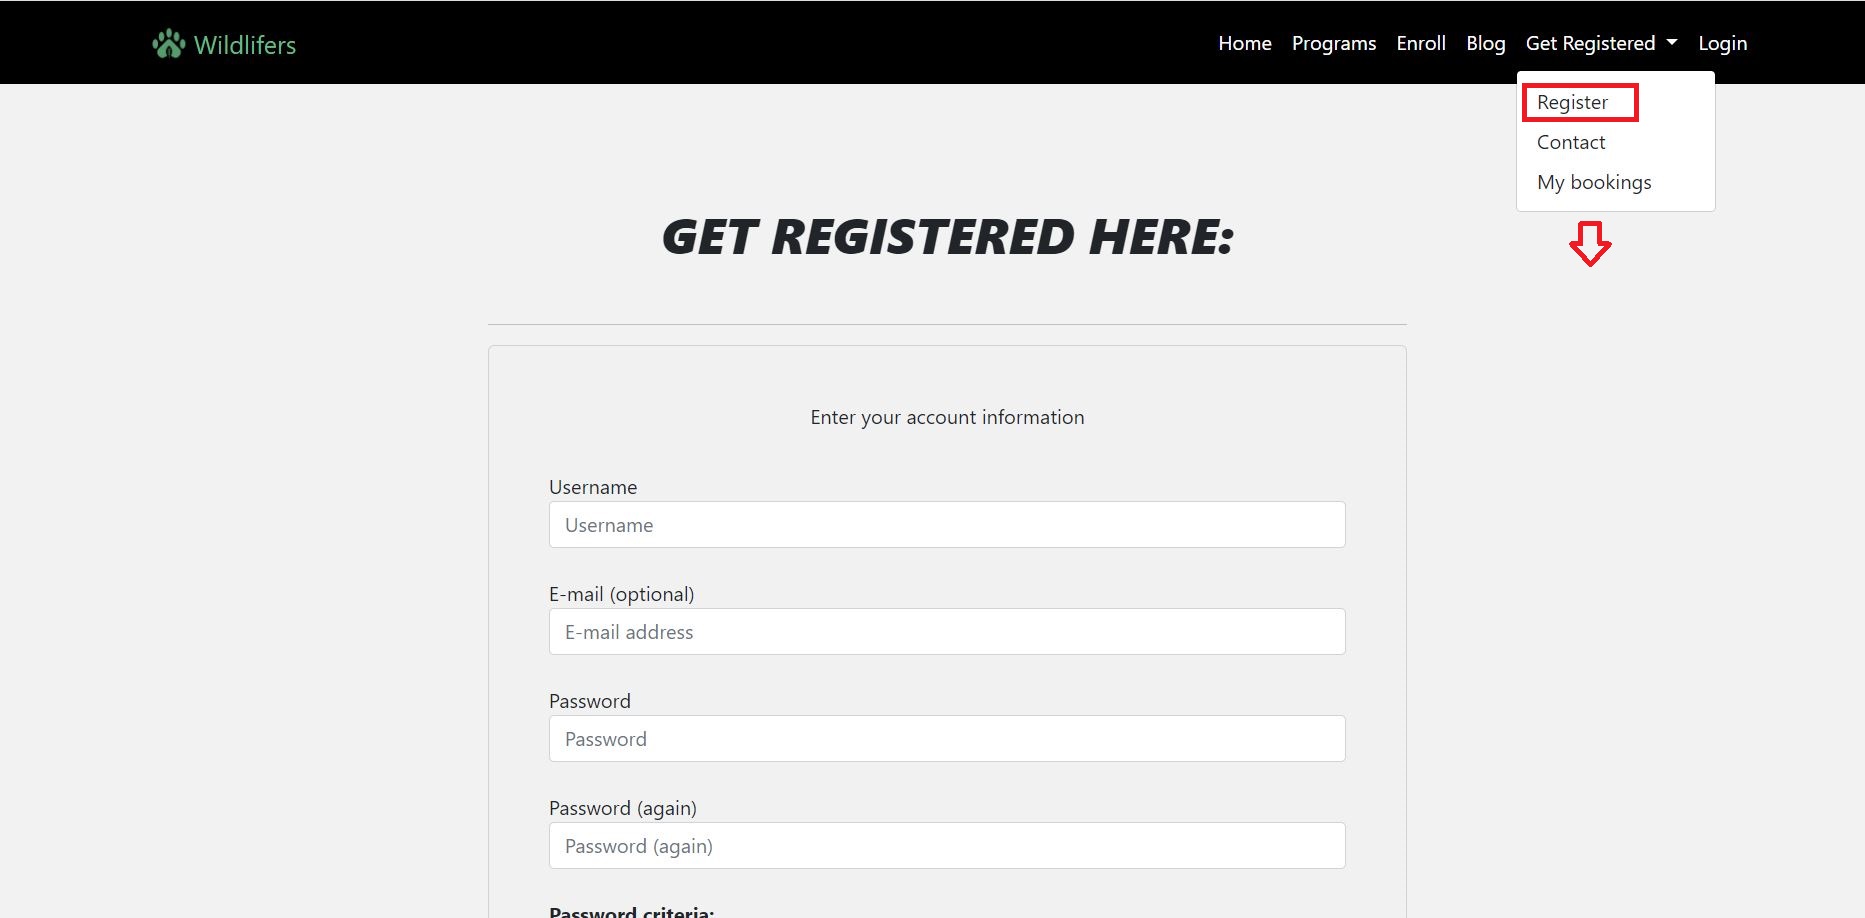 Wildlifers
Home Programs Enroll Blog Get Registered Login
Register
Contact
My bookings
GET REGISTERED HERE:
Enter your account information
Username
Username
E-mail (optional)
E-mail address
Password
Password
Password (again)
Password (again)
Password criteria: